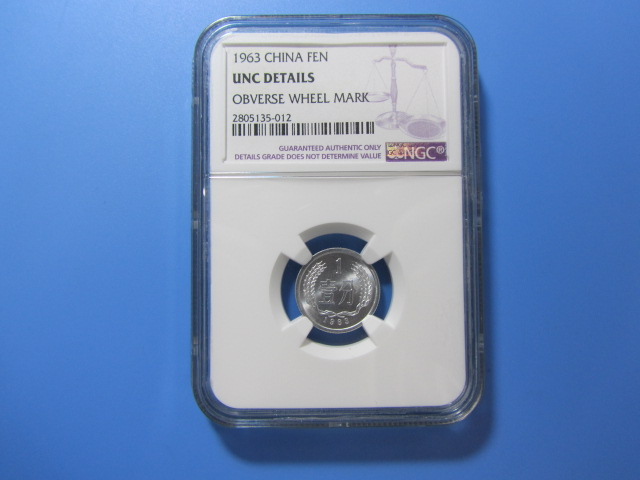 1963 CHINA FEN
UNC DETAILS
OBVERSE WHEEL MARK
2805135-012
GUARANTEED AUTHENTIC ONLY
DETAILS GRADE DOES NOT DETERMINE VALUE
NGC®
1
壹分
1963